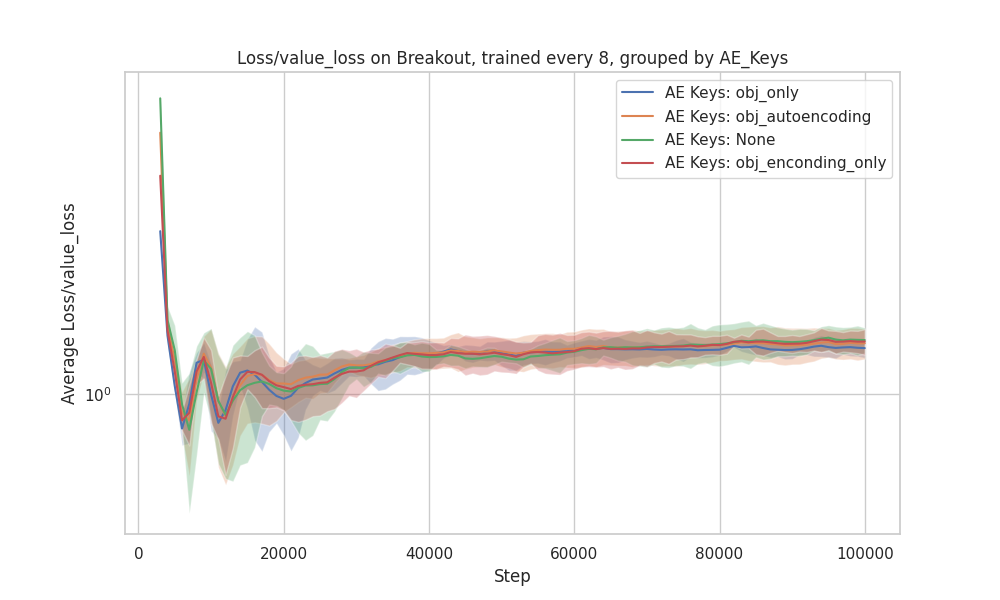 Loss/value_loss on Breakout, trained every 8, grouped by AE_Keys
AE Keys: obj_only
AE Keys: obj_autoencoding
AE Keys: None
AE Keys: obj_enconding_only
Average Loss/value_loss
10⁰
0 20000 40000 60000 80000 100000
Step